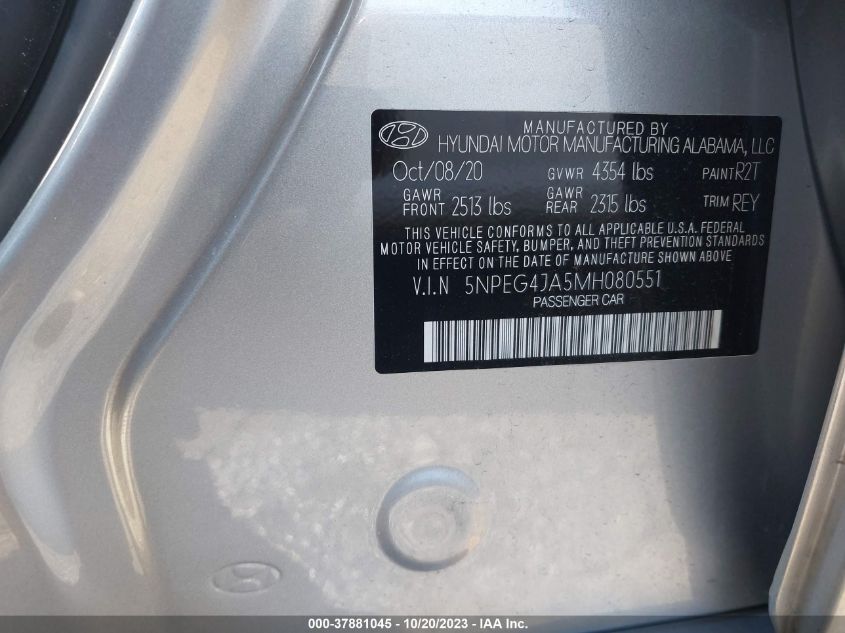 MANUFACTURED BY
HYUNDAI MOTOR MANUFACTURING ALABAMA, LLC
Oct/08/20 GVWR 4354 lbs PAINT R2T
GAWR FRONT 2513 lbs GAWR REAR 2315 lbs TRIM REY
THIS VEHICLE CONFORMS TO ALL APPLICABLE U.S.A. FEDERAL
MOTOR VEHICLE SAFETY, BUMPER, AND THEFT PREVENTION STANDARDS
IN EFFECT ON THE DATE OF MANUFACTURE SHOWN ABOVE
V.I.N 5NPEG4JA5MH080551
PASSENGER CAR
000-37881045 - 10/20/2023 - IAA Inc.